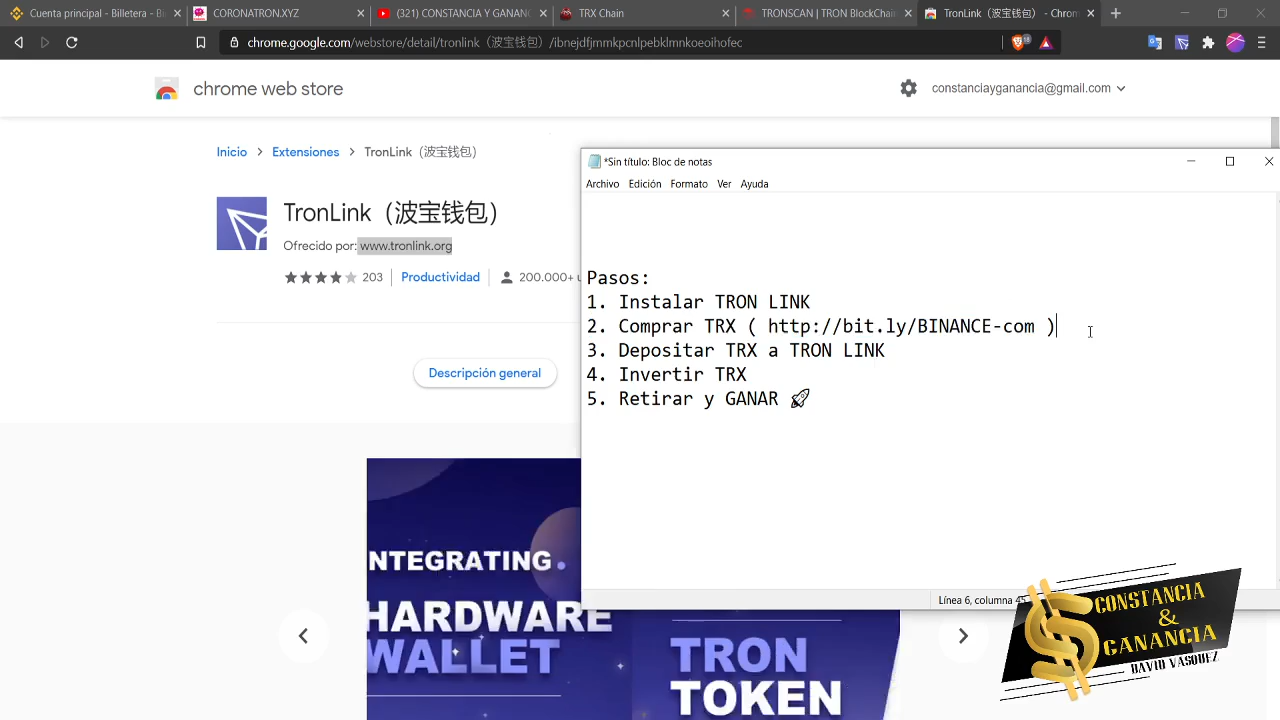 Cuenta principal - Billetera - Bi
CORONATRON.XYZ
(321) CONSTANCIA Y GANANC
TRX Chain
TRONSCAN | TRON BlockChain
TronLink（波宝钱包） - Chrom
chrome.google.com/webstore/detail/tronlink（波宝钱包）/ibnejdfjmmkpcnlpebklmnkoeoihofec
18
chrome web store
constanciayganancia@gmail.com
Inicio > Extensiones > TronLink（波宝钱包）
TronLink（波宝钱包）
Ofrecido por: www.tronlink.org
203 | Productividad | 200.000+ u
Descripción general
*Sin título: Bloc de notas
Archivo Edición Formato Ver Ayuda
Pasos:
1. Instalar TRON LINK
2. Comprar TRX ( http://bit.ly/BINANCE-com )
3. Depositar TRX a TRON LINK
4. Invertir TRX
5. Retirar y GANAR 🚀
Línea 6, columna 45
NTEGRATING
HARDWARE
WALLET
TRON
TOKEN
CONSTANCIA
&
GANANCIA
DAVID VASQUEZ